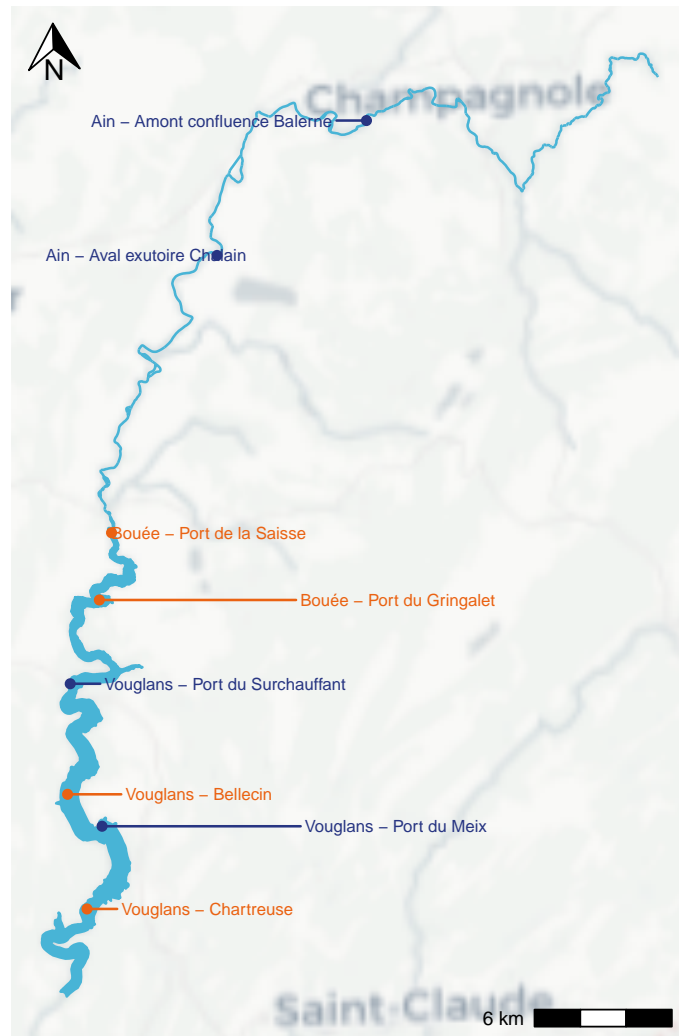 N
Champagnole
Ain – Amont confluence Balerne
Ain – Aval exutoire Chalain
r
Bouée – Port de la Saisse
Bouée – Port du Gringalet
Vouglans – Port du Surchauffant
Vouglans – Bellecin
Vouglans – Port du Meix
Vouglans – Chartreuse
Saint-Claude
6 km